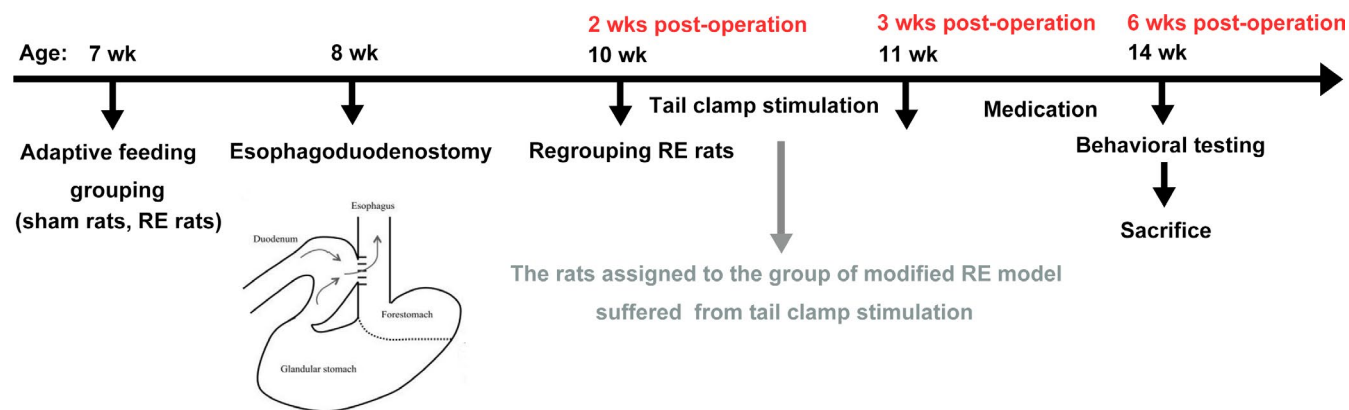 2 wks post-operation 3 wks post-operation 6 wks post-operation
Age: 7 wk 8 wk 10 wk 11 wk 14 wk
Tail clamp stimulation Medication
Adaptive feeding
grouping
(sham rats, RE rats)
Esophagoduodenostomy
Regrouping RE rats
Behavioral testing
Sacrifice
Esophagus
Duodenum
Forestomach
Glandular stomach
The rats assigned to the group of modified RE model
suffered from tail clamp stimulation